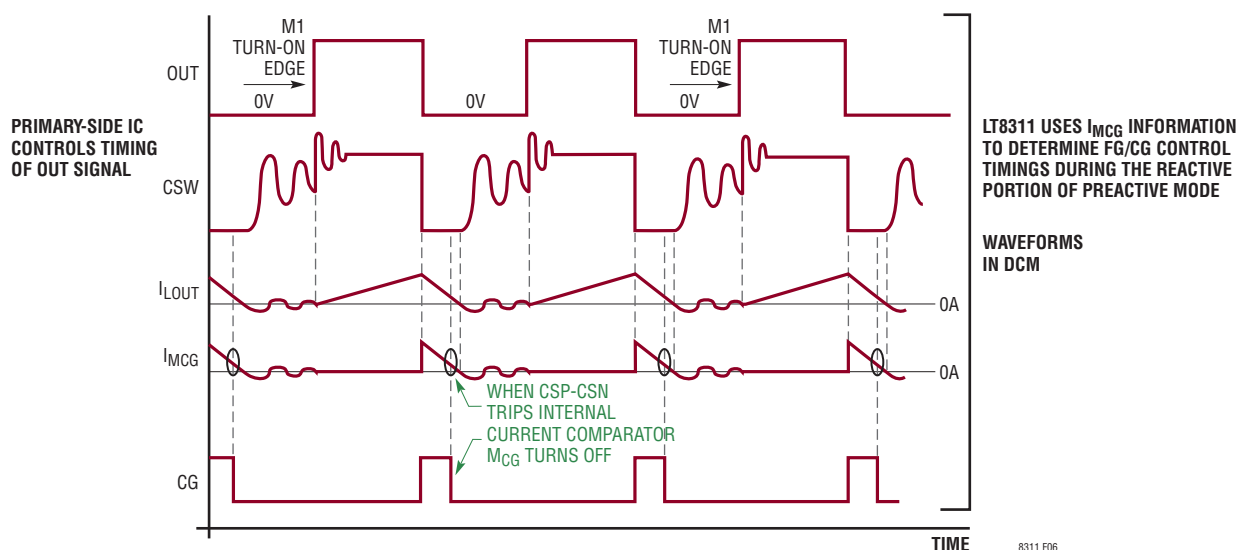 M1
TURN-ON
EDGE
M1
TURN-ON
EDGE
OUT
0V
0V
0V
PRIMARY-SIDE IC
CONTROLS TIMING
OF OUT SIGNAL
LT8311 USES IMCG INFORMATION
TO DETERMINE FG/CG CONTROL
TIMINGS DURING THE REACTIVE
PORTION OF PREACTIVE MODE
CSW
WAVEFORMS
IN DCM
ILOUT
0A
IMCG
0A
WHEN CSP-CSN
TRIPS INTERNAL
CURRENT COMPARATOR
MCG TURNS OFF
CG
TIME
8311 F06